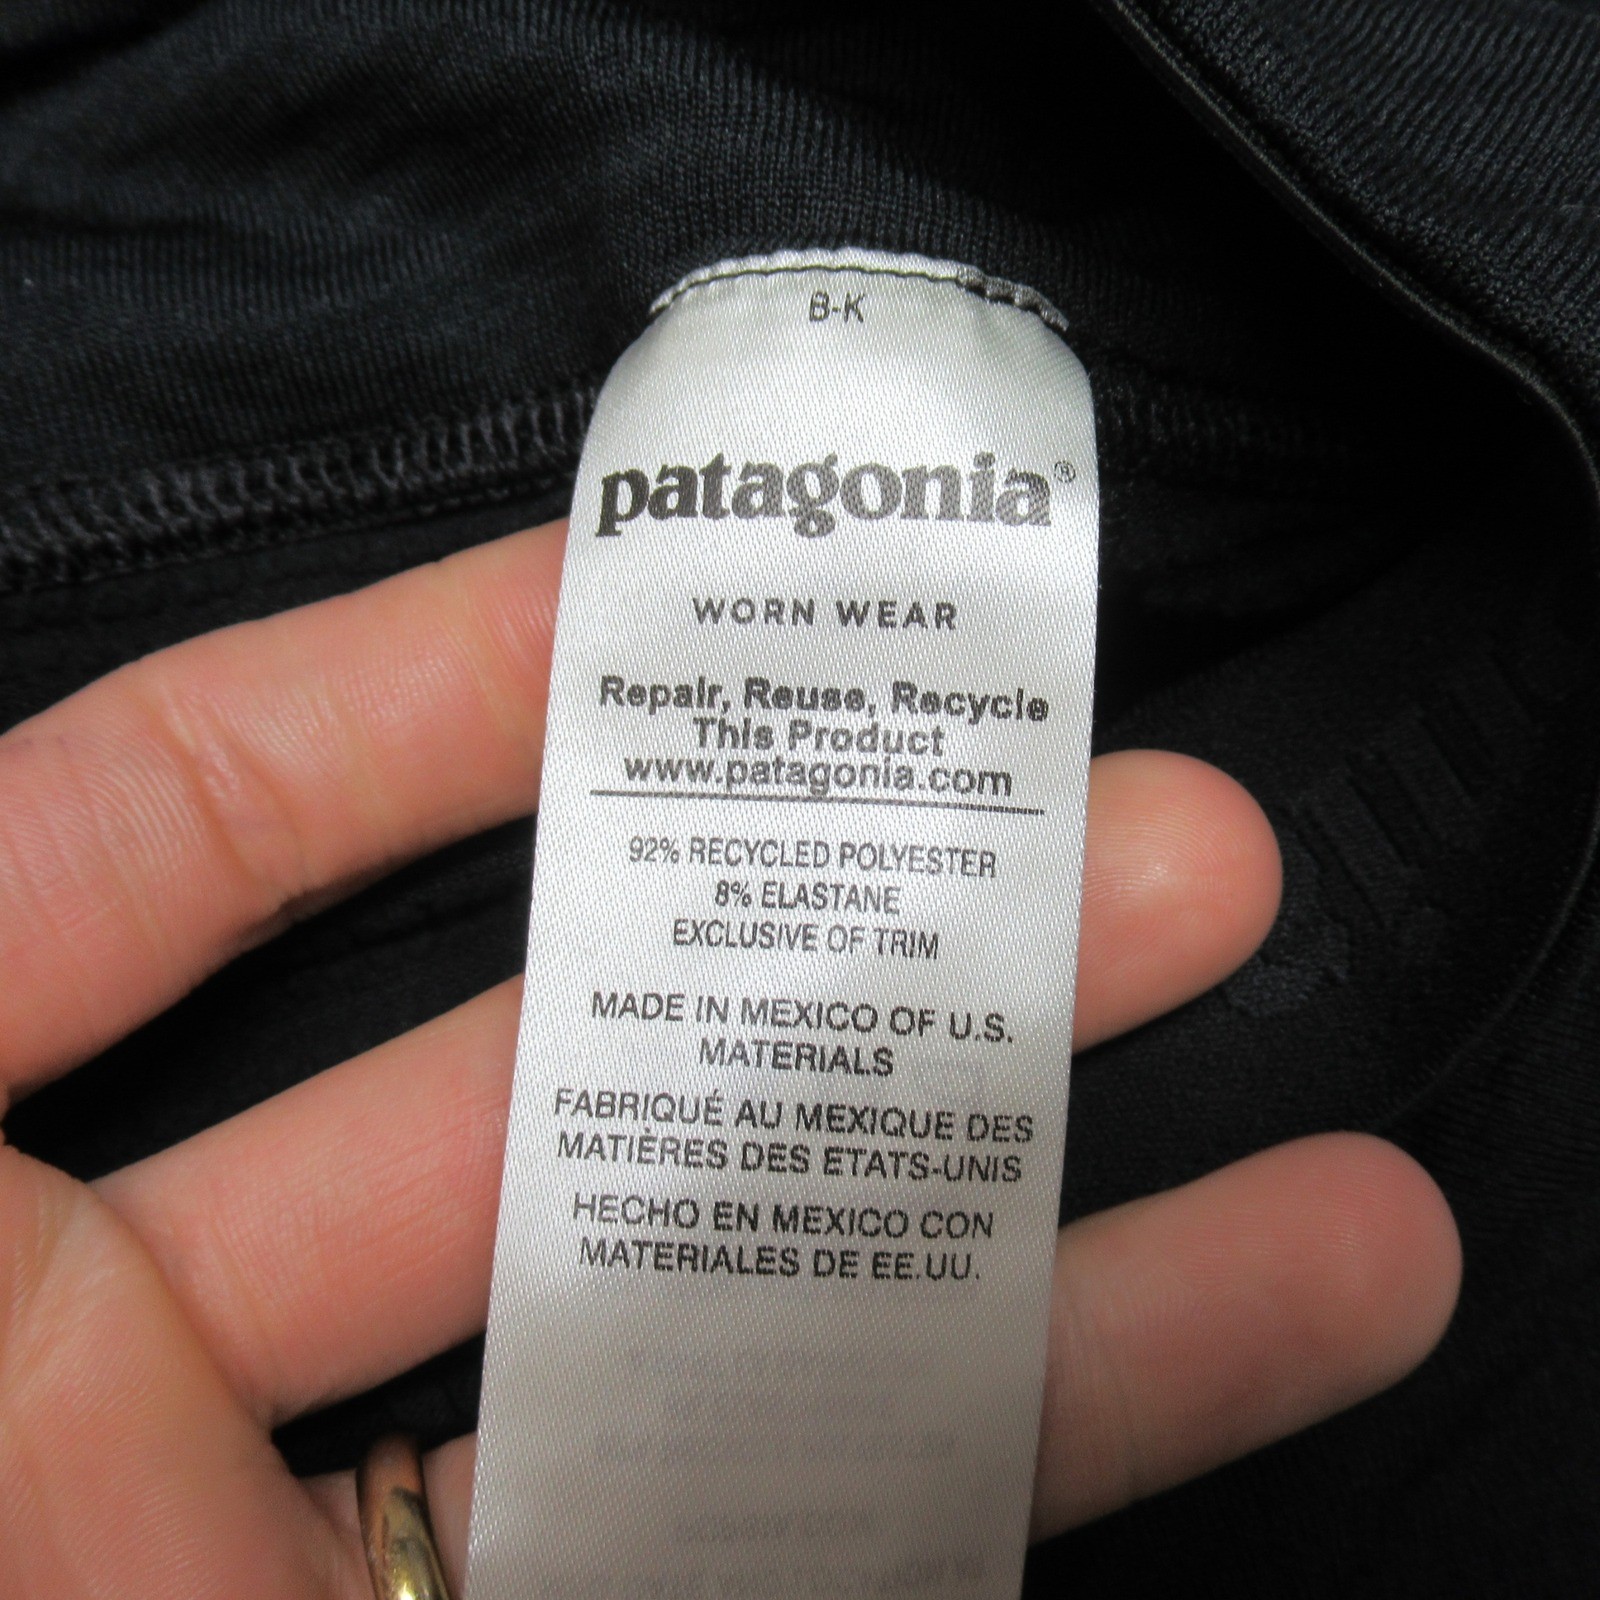 B-K
patagonia®
WORN WEAR
Repair, Reuse, Recycle
This Product
www.patagonia.com
92% RECYCLED POLYESTER
8% ELASTANE
EXCLUSIVE OF TRIM
MADE IN MEXICO OF U.S.
MATERIALS
FABRIQUÉ AU MEXIQUE DES
MATIÈRES DES ETATS-UNIS
HECHO EN MEXICO CON
MATERIALES DE EE.UU.